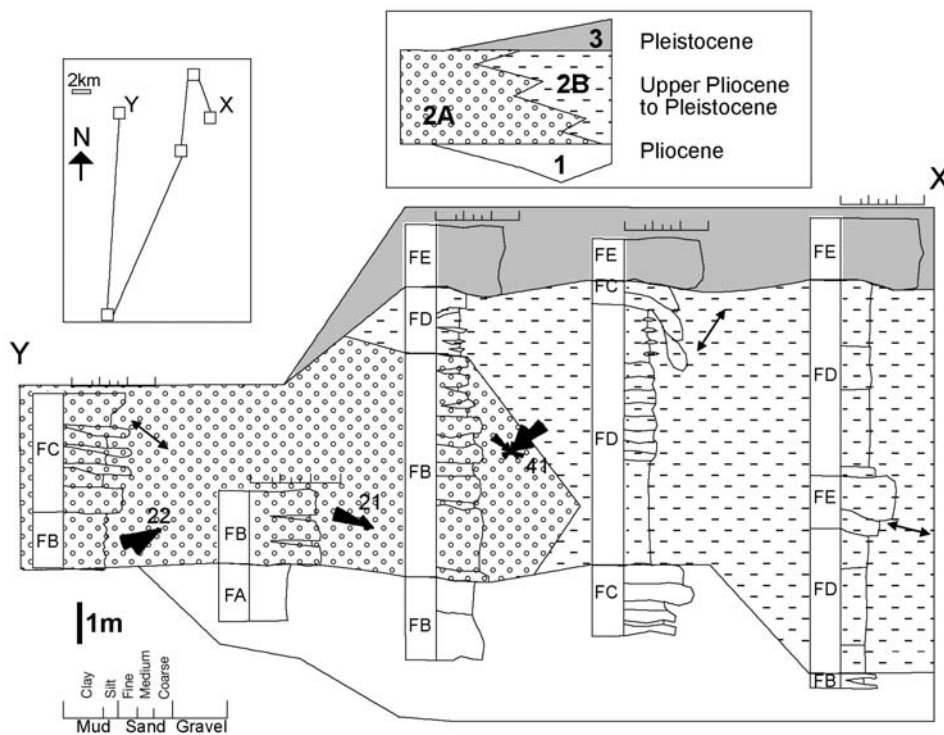 2km
Y
X
N
3
Pleistocene
2B
Upper Pliocene
to Pleistocene
2A
1
Pliocene
X
Y
FE
FE
FC
FE
FD
FD
FC
FB
22
FB
21
FA
FB
41
FD
FE
FD
FB
FC
FB
1m
Clay
Silt
Fine
Medium
Coarse
Mud Sand Gravel